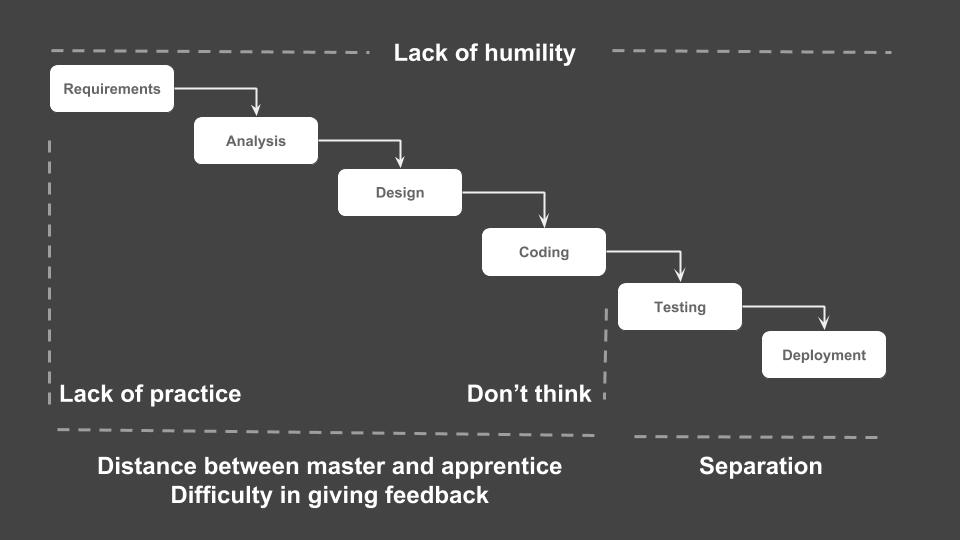 Lack of humility
Requirements
Analysis
Design
Coding
Testing
Deployment
Lack of practice
Don’t think
Distance between master and apprentice
Difficulty in giving feedback
Separation